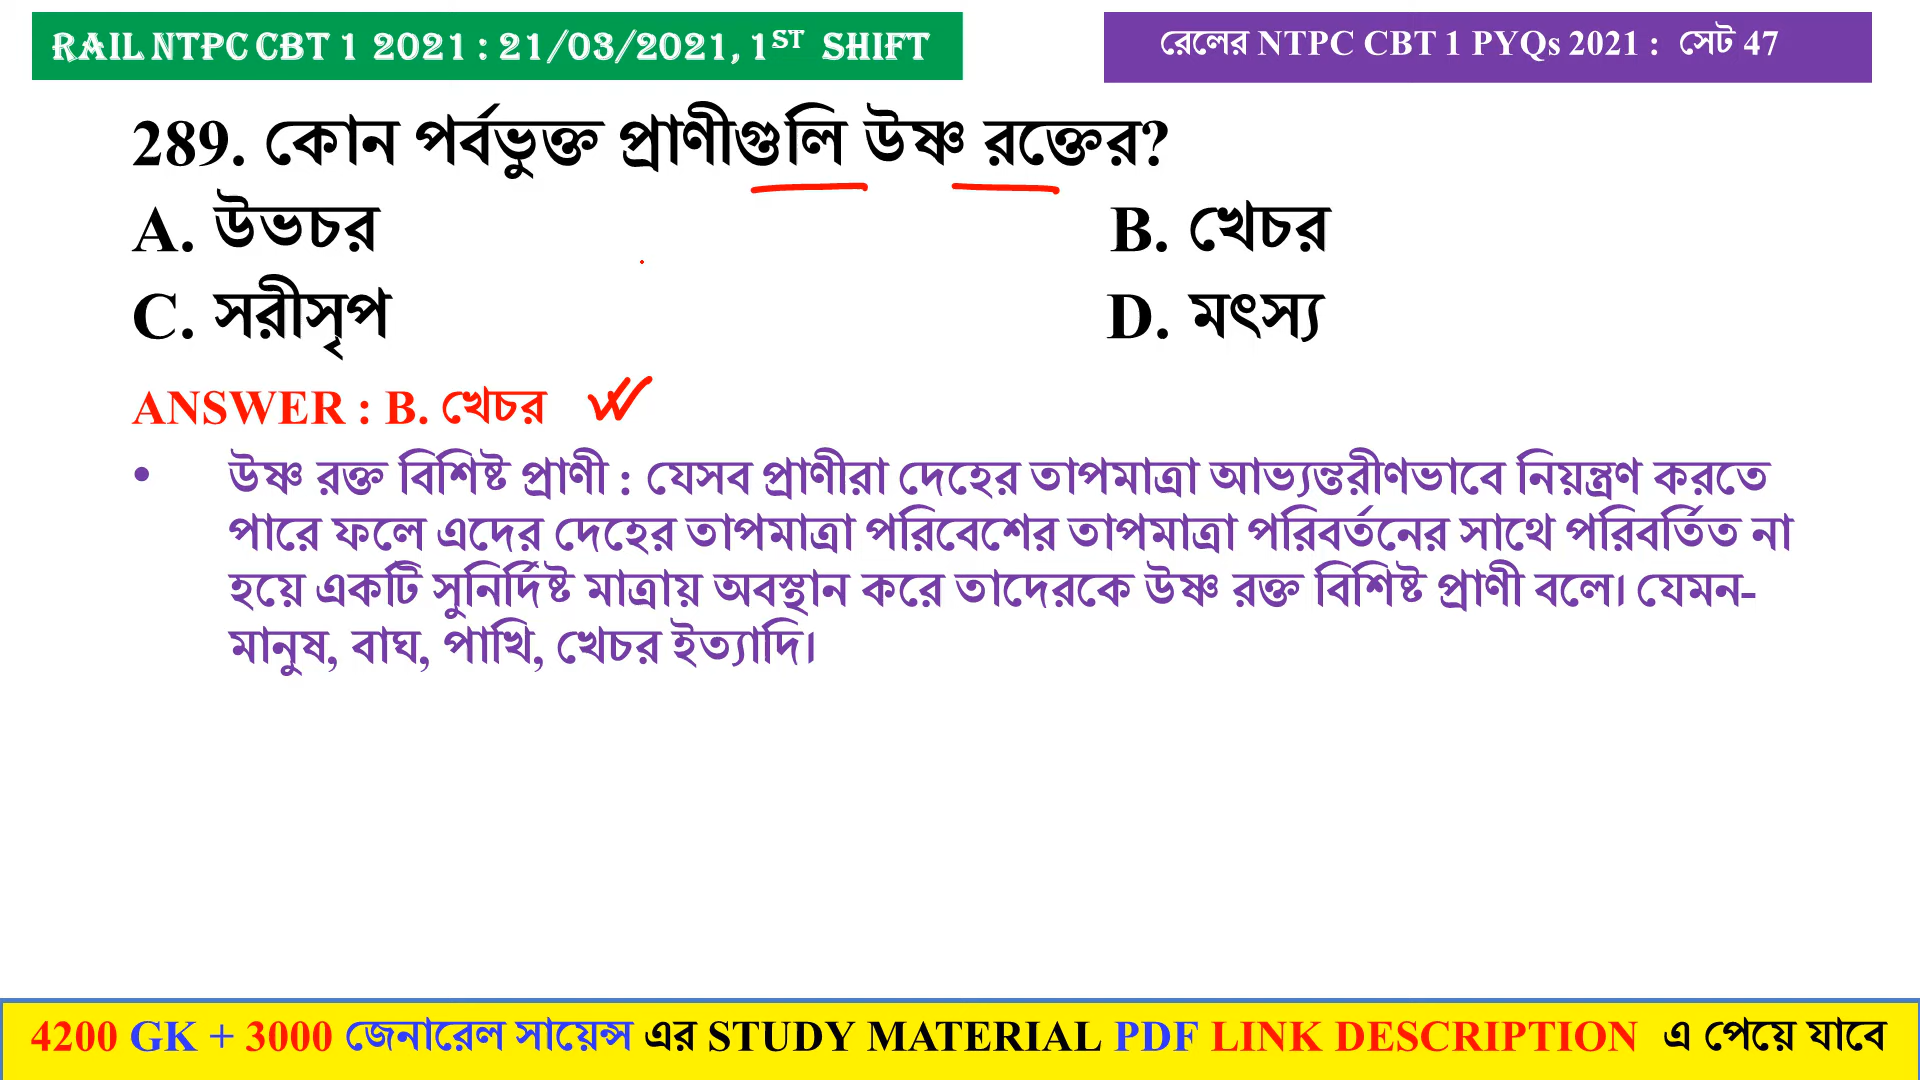 RAIL NTPC CBT 1 2021 : 21/03/2021, 1ST SHIFT
রেলের NTPC CBT 1 PYQs 2021 : সেট 47
289. কোন পর্বভুক্ত প্রাণীগুলি উষ্ণ রক্তের?
A. উভচর B. খেচর
C. সরীসৃপ D. মৎস্য
ANSWER : B. খেচর
• উষ্ণ রক্ত বিশিষ্ট প্রাণী : যেসব প্রাণীরা দেহের তাপমাত্রা আভ্যন্তরীণভাবে নিয়ন্ত্রণ করতে
পারে ফলে এদের দেহের তাপমাত্রা পরিবেশের তাপমাত্রা পরিবর্তনের সাথে পরিবর্তিত না
হয়ে একটি সুনির্দিষ্ট মাত্রায় অবস্থান করে তাদেরকে উষ্ণ রক্ত বিশিষ্ট প্রাণী বলে। যেমন-
মানুষ, বাঘ, পাখি, খেচর ইত্যাদি।
4200 GK + 3000 জেনারেল সায়েন্স এর STUDY MATERIAL PDF LINK DESCRIPTION এ পেয়ে যাবে